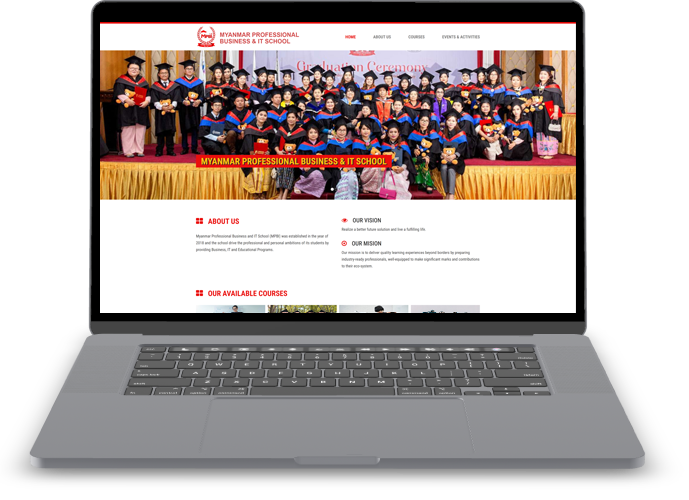 MYANMAR PROFESSIONAL
BUSINESS & IT SCHOOL
HOME ABOUT US COURSES EVENTS & ACTIVITIES
Graduation Ceremony
MYANMAR PROFESSIONAL BUSINESS & IT SCHOOL
ABOUT US
Myanmar Professional Business and IT School (MPBI) was established in the year of
2018 and the school drive the professional and personal ambitions of its students by
providing Business, IT and Educational Programs.
OUR VISION
Realize a better future solution and live a fulfilling life
OUR MISION
Our mission is to deliver quality learning experiences beyond borders by preparing
industry-ready professionals, well-equipped to make significant marks and contributions
to their eco-system.
OUR AVAILABLE COURSES